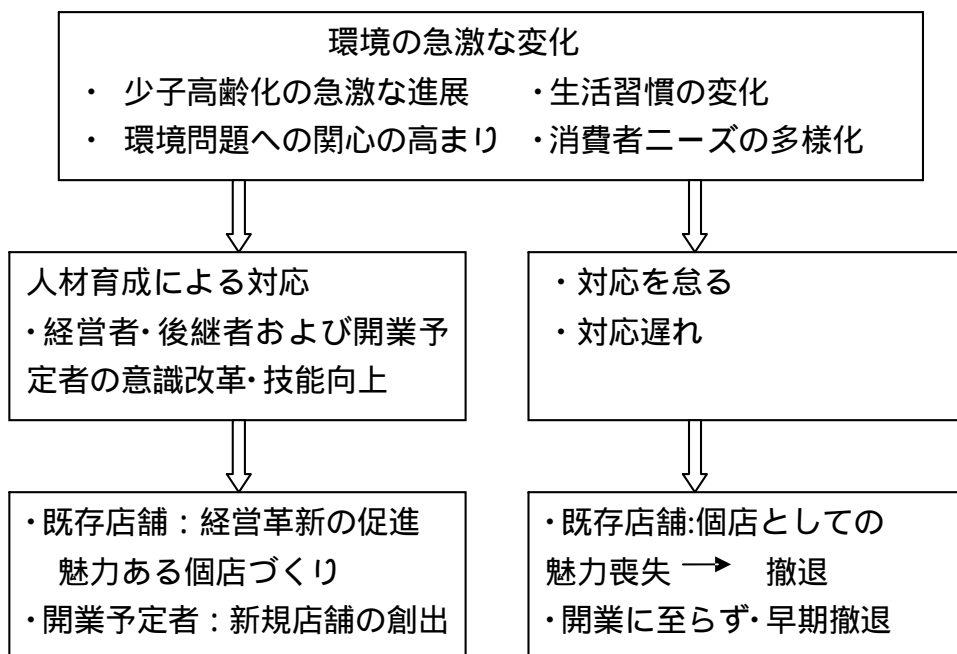 環境の急激な変化
・ 少子高齢化の急激な進展 ・生活習慣の変化
・ 環境問題への関心の高まり ・消費者ニーズの多様化
人材育成による対応
・経営者・後継者および開業予
定者の意識改革・技能向上
・対応を怠る
・対応遅れ
・既存店舗：経営革新の促進
魅力ある個店づくり
・開業予定者：新規店舗の創出
・既存店舗:個店としての
魅力喪失 → 撤退
・開業に至らず・早期撤退